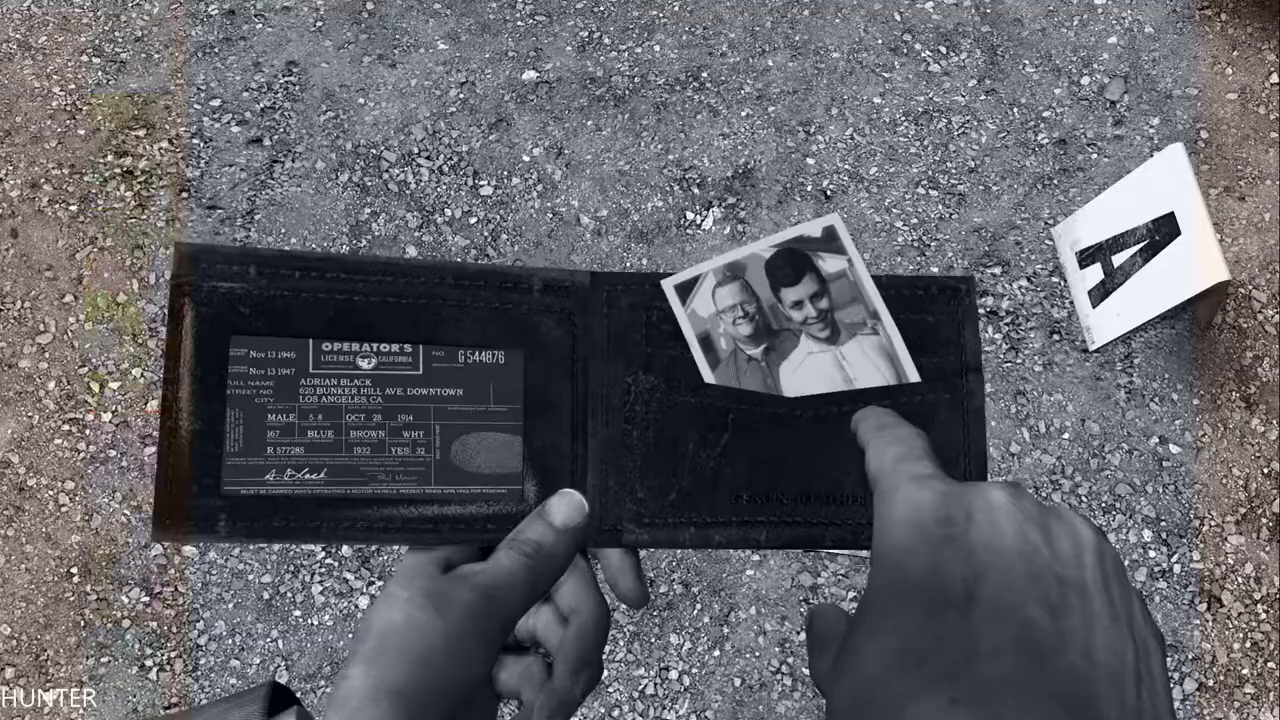 OPERATOR'S
LICENSE CALIFORNIA
NO. G 544876
Nov 13 1946
Nov 13 1947
FULL NAME ADRIAN BLACK
STREET NO. 620 BUNKER HILL AVE, DOWNTOWN
CITY LOS ANGELES, CA.
MALE 5-8 OCT 28 1914
167 BLUE BROWN WHT
R 577285 1932 YES 32
A. Black
MUST BE CARRIED WHEN OPERATING A MOTOR VEHICLE, PRESENT WHEN APPLYING FOR RENEWAL
GENUINE LEATHER
A
HUNTER